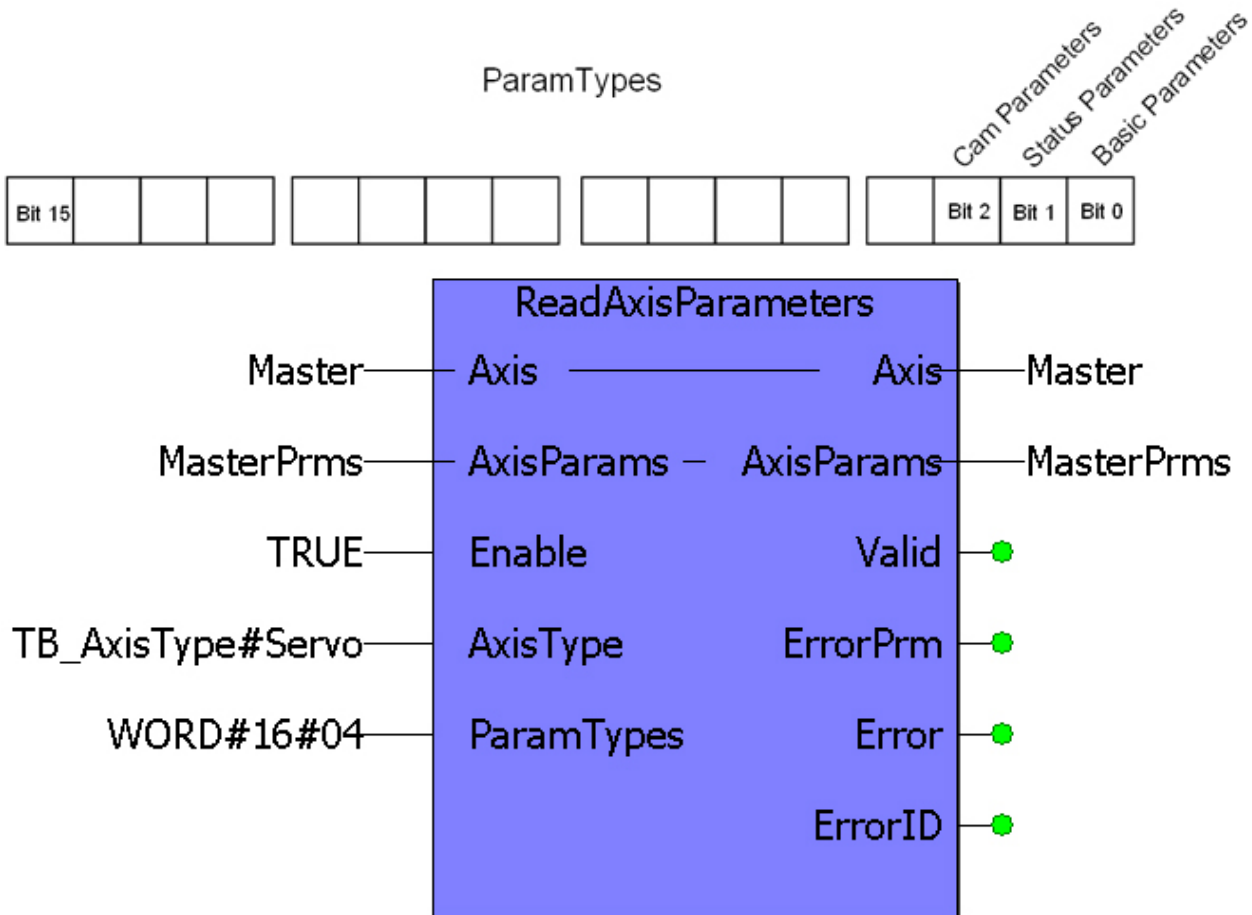 ParamTypes
Cam Parameters
Status Parameters
Basic Parameters
Bit 15 Bit 2 Bit 1 Bit 0
ReadAxisParameters
Master Axis Axis Master
MasterPrms AxisParams AxisParams MasterPrms
TRUE Enable Valid
TB_AxisType#Servo AxisType ErrorPrm
WORD#16#04 ParamTypes Error
ErrorID